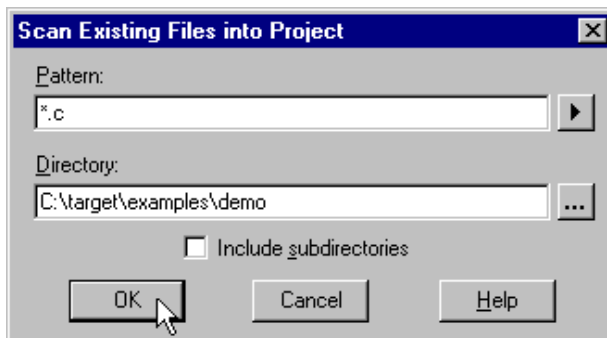 Scan Existing Files into Project
Pattern:
*.c
Directory:
C:\target\examples\demo
...
Include subdirectories
OK Cancel Help